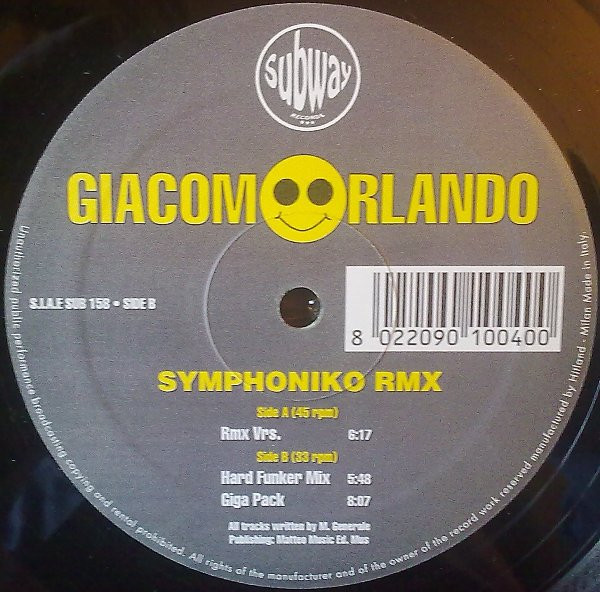 subway
RECORDS
GIACOMOORLANDO
S.I.A.E SUB 158 • SIDE B
8 022090 100400
SYMPHONIKØ RMX
Side A (45 rpm)
Rmx Vrs. 6:17
Side B (33 rpm)
Hard Funker Mix 5:48
Giga Pack 8:07
All tracks written by M. Generale
Publishing: Matteo Music Ed. Mus
Unauthorized public performance broadcasting copying and rental prohibited. All rights of the manufacturer and of the owner of the record work reserved manufactured by Hitland - Milan Made in Italy.